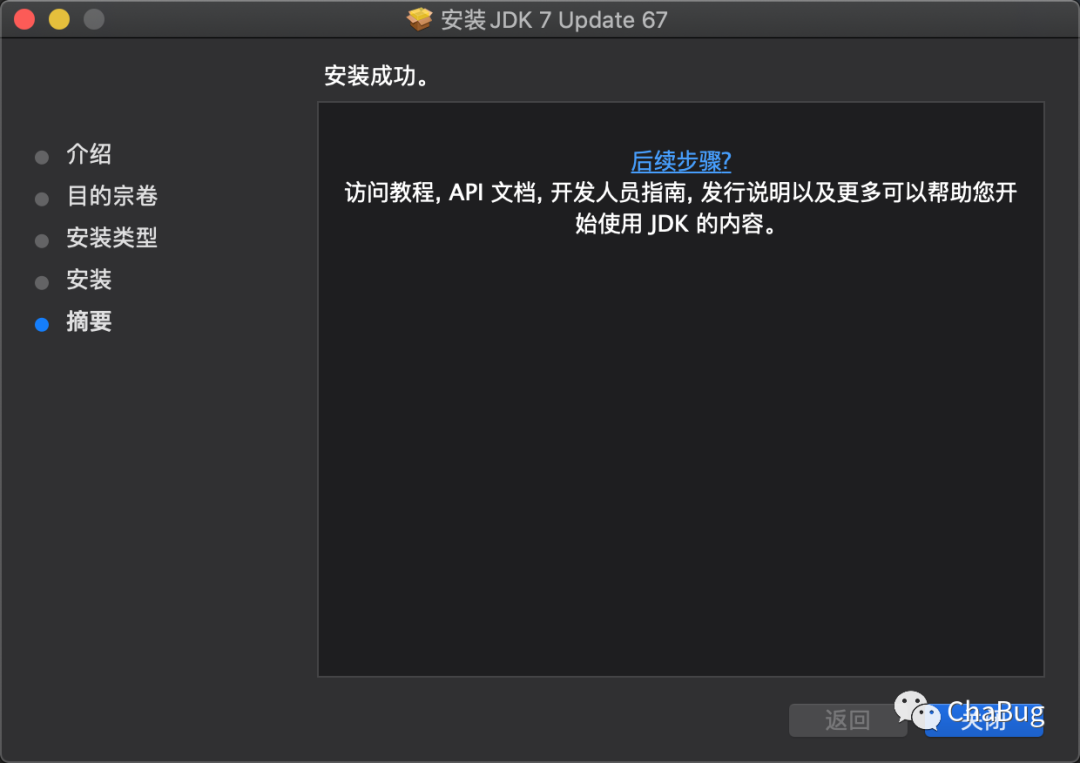 安装 JDK 7 Update 67
安装成功。
介绍
目的宗卷
安装类型
安装
摘要
后续步骤?
访问教程, API 文档, 开发人员指南, 发行说明以及更多可以帮助您开
始使用 JDK 的内容。
返回
关闭
ChaBug